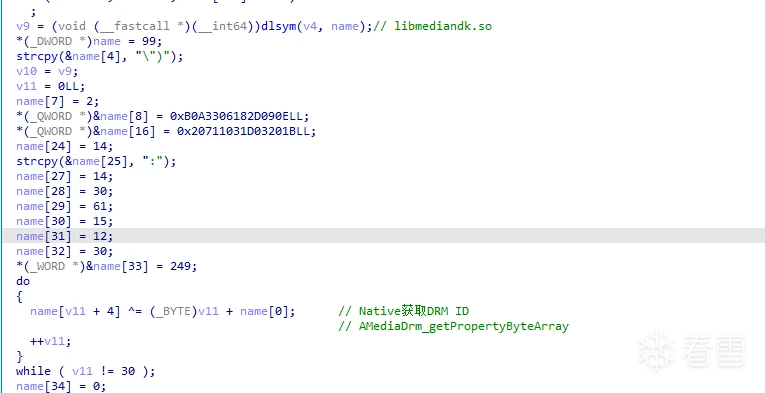 ;
v9 = (void (__fastcall *)(__int64))dlsym(v4, name);// libmediandk.so
*(_DWORD *)name = 99;
strcpy(&name[4], "\")");
v10 = v9;
v11 = 0LL;
name[7] = 2;
*(_QWORD *)&name[8] = 0xB0A3306182D090ELL;
*(_QWORD *)&name[16] = 0x20711031D03201BLL;
name[24] = 14;
strcpy(&name[25], ":");
name[27] = 14;
name[28] = 30;
name[29] = 61;
name[30] = 15;
name[31] = 12;
name[32] = 30;
*(_WORD *)&name[33] = 249;
do
{
name[v11 + 4] ^= (_BYTE)v11 + name[0]; // Native获取DRM ID
// AMediaDrm_getPropertyByteArray
++v11;
}
while ( v11 != 30 );
name[34] = 0;
看雪